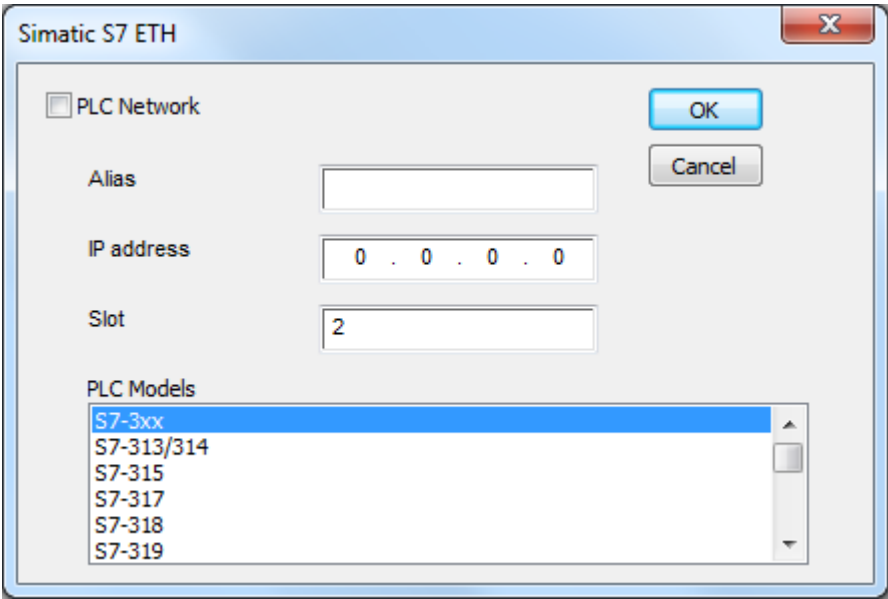 Simatic S7 ETH
PLC Network
OK
Cancel
Alias
IP address
0 . 0 . 0 . 0
Slot
2
PLC Models
S7-3xx
S7-313/314
S7-315
S7-317
S7-318
S7-319